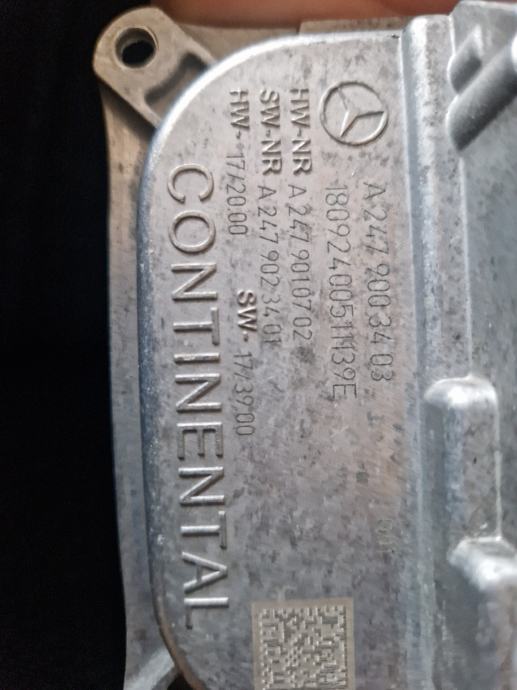 A 247 900 34 03
18092400511139E
HW-NR A 247 901 07 02
SW-NR A 247 902 34 01
HW- 17/20.00 SW- 17/39.00
CONTINENTAL